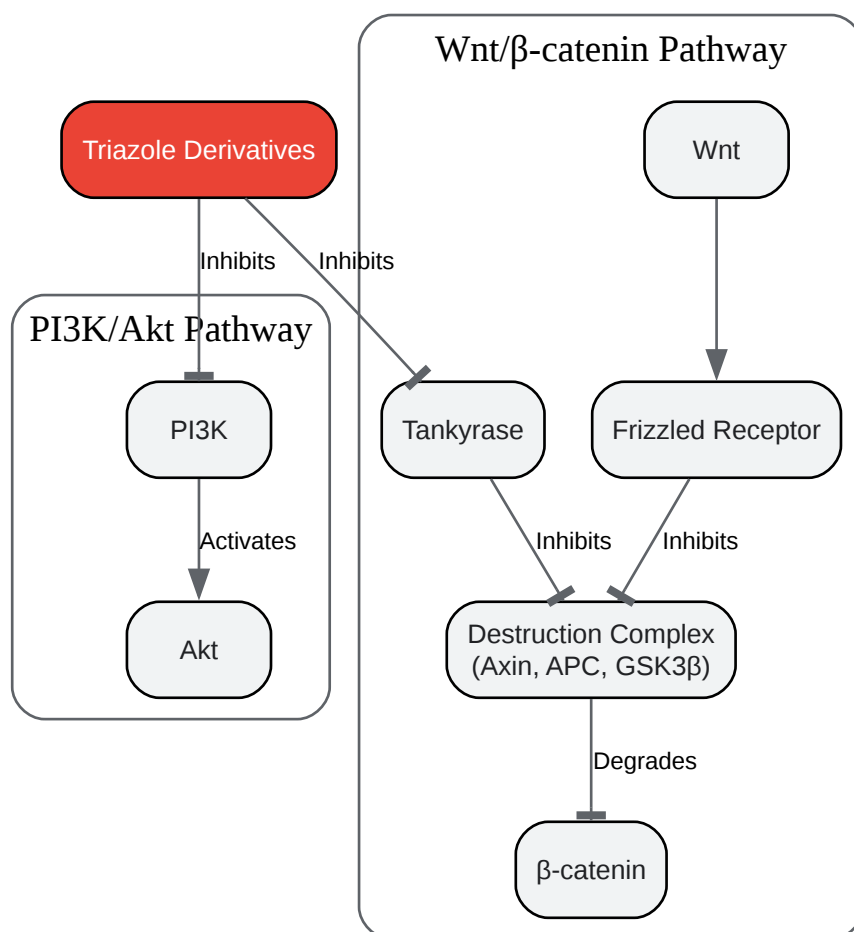 Wnt/β-catenin Pathway
Triazole Derivatives
Wnt
Inhibits
Inhibits
PI3K/Akt Pathway
PI3K
Tankyrase
Frizzled Receptor
Activates
Inhibits
Inhibits
Akt
Destruction Complex
(Axin, APC, GSK3β)
Degrades
β-catenin